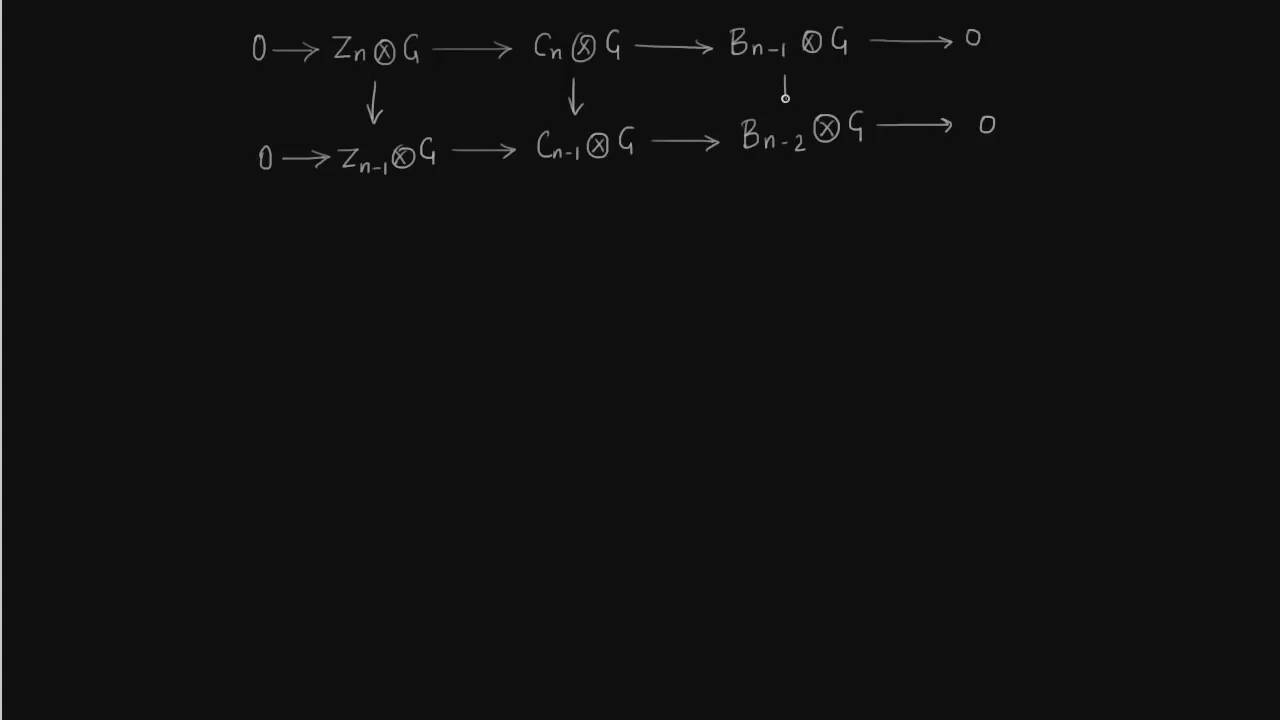 0 → Zₙ ⊗ G → Cₙ ⊗ G → Bₙ₋₁ ⊗ G → 0
↓ ↓
0 → Zₙ₋₁ ⊗ G → Cₙ₋₁ ⊗ G → Bₙ₋₂ ⊗ G → 0